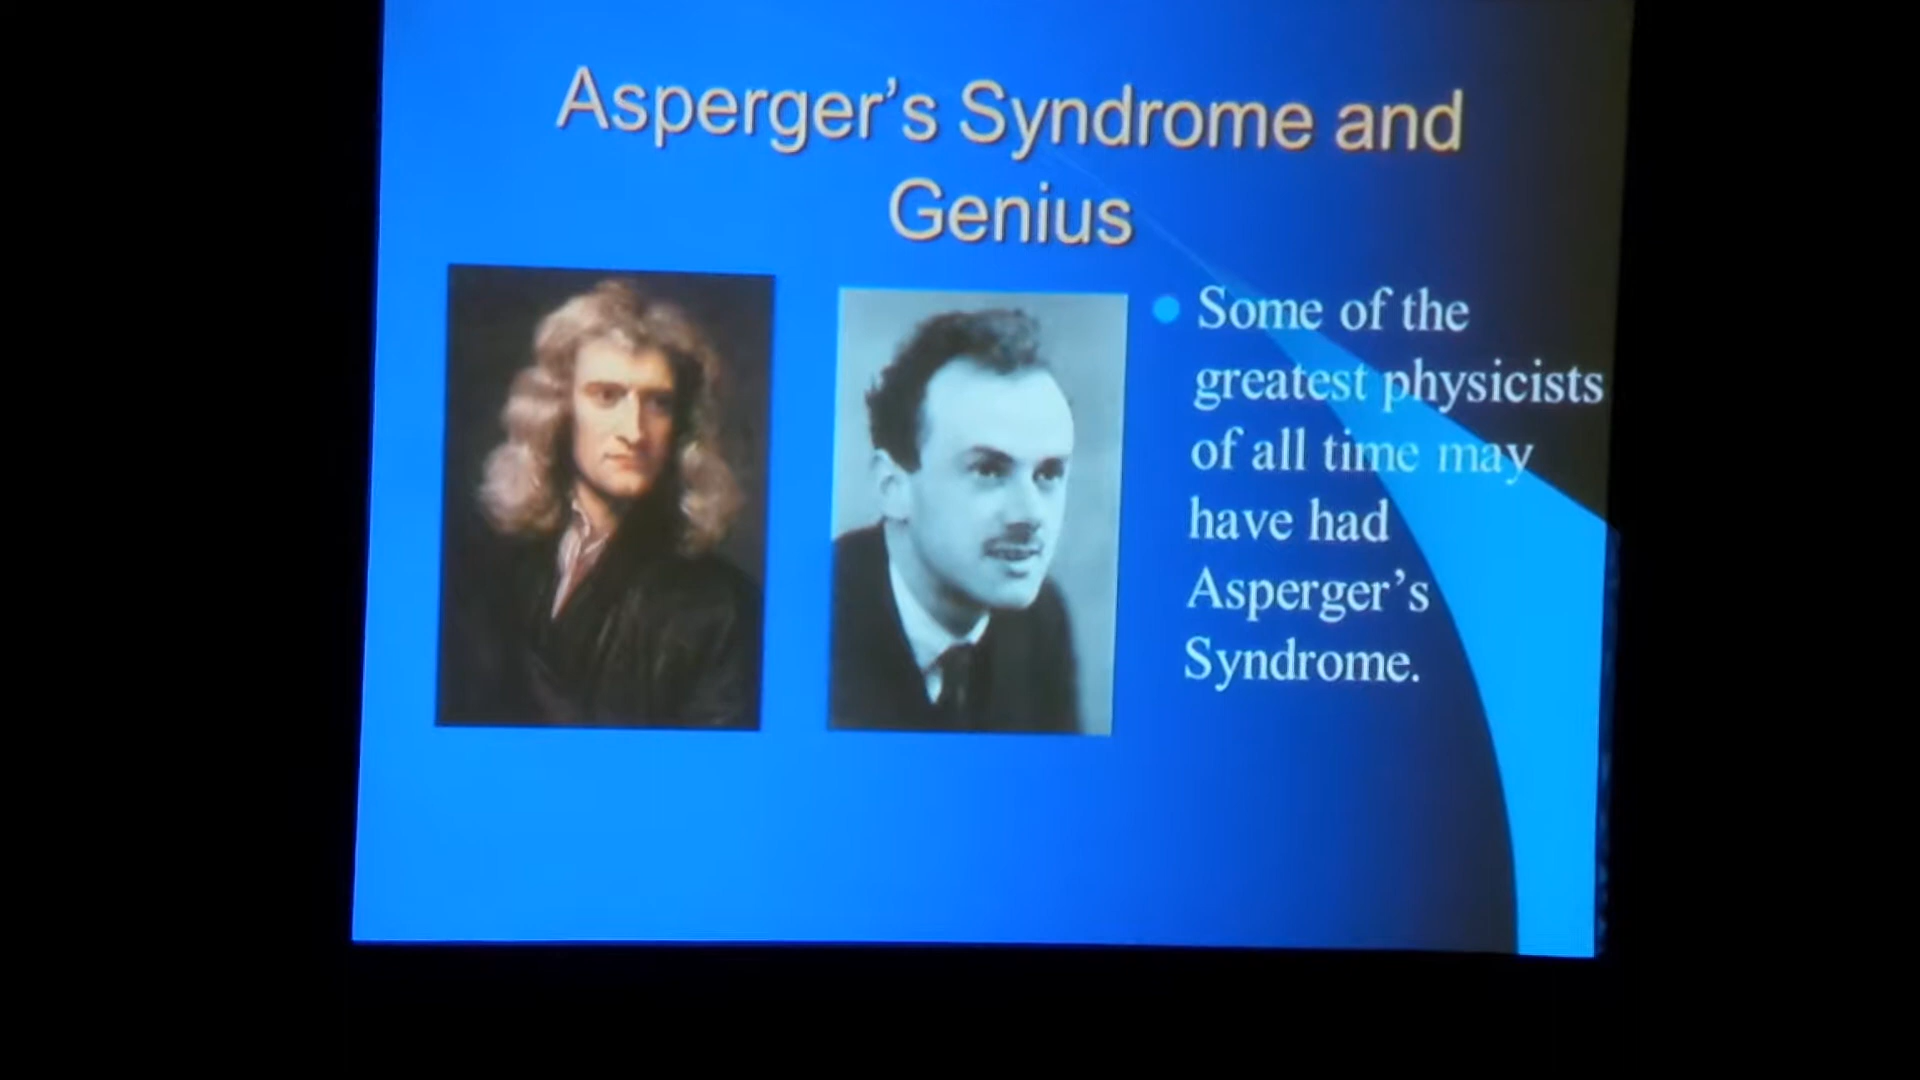 Asperger’s Syndrome and
Genius
Some of the
greatest physicists
of all time may
have had
Asperger’s
Syndrome.